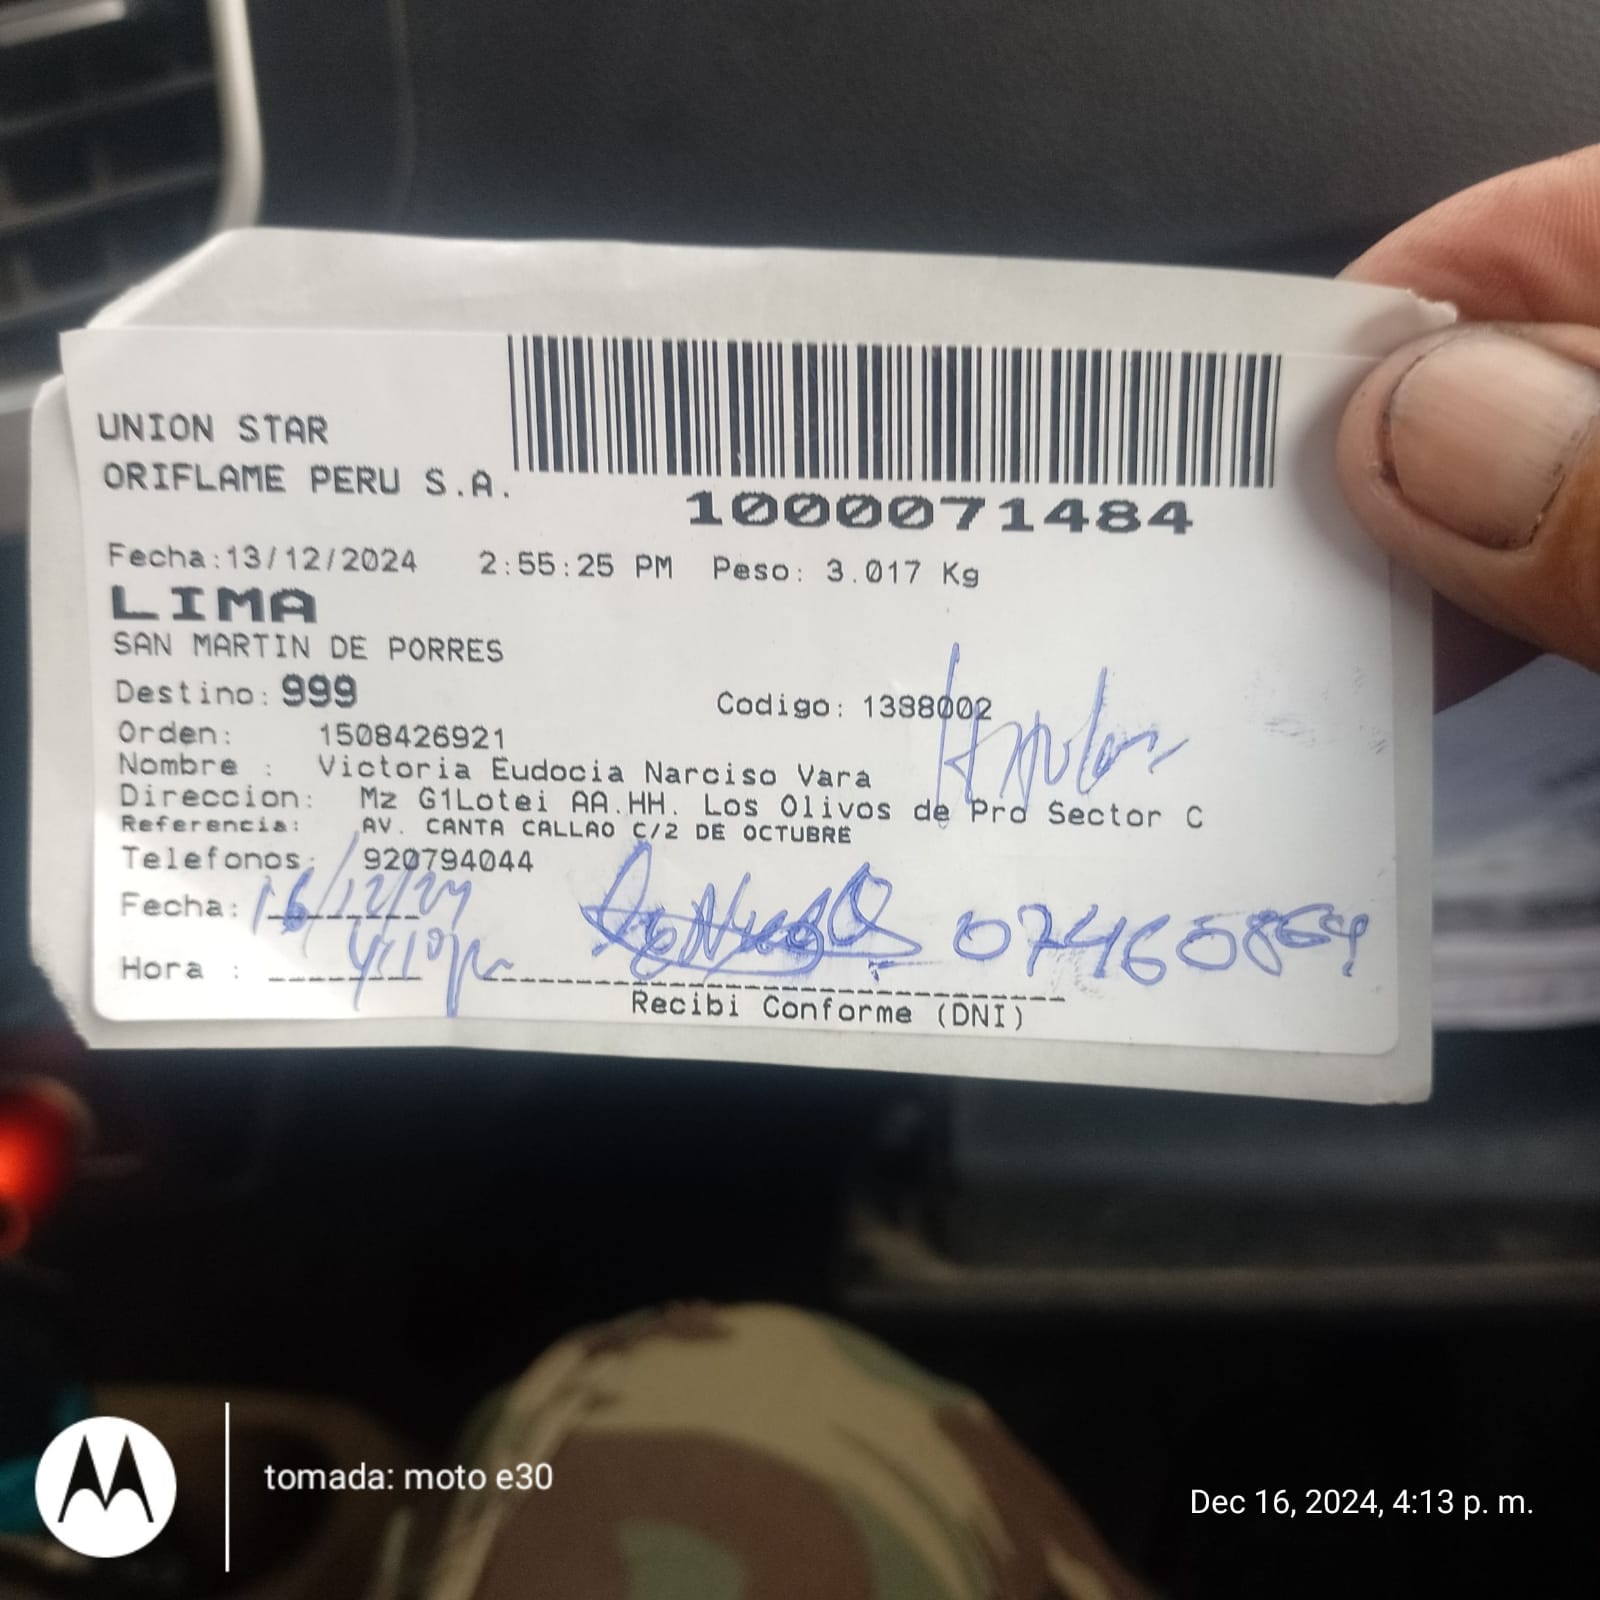 UNION STAR
ORIFLAME PERU S.A.
1000071484
Fecha:13/12/2024 2:55:25 PM Peso: 3.017 Kg
LIMA
SAN MARTIN DE PORRES
Destino: 999 Codigo: 1388002
Orden: 1508426921
Nombre : Victoria Eudocia Narciso Vara
Direccion: Mz G1Lotei AA.HH. Los Olivos de Pro Sector C
Referencia: AV. CANTA CALLAO C/2 DE OCTUBRE
Telefonos: 920794044
Fecha: 16/12/24
Hora : 4:10 pm
Recibi Conforme (DNI)
tomada: moto e30
Dec 16, 2024, 4:13 p. m.